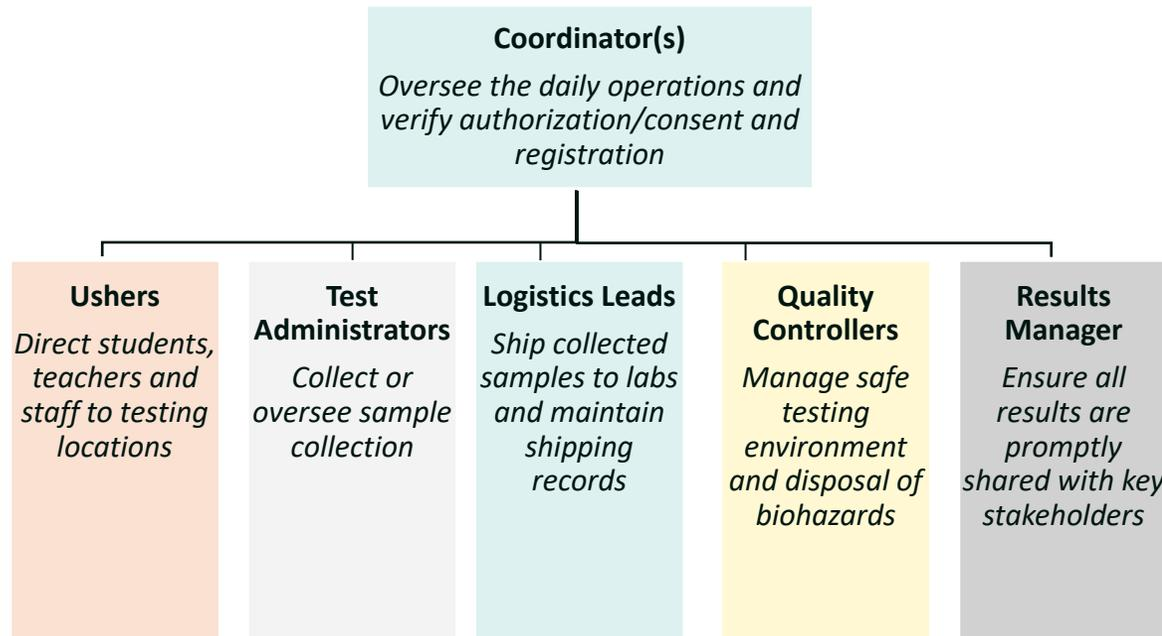 Coordinator(s)
Oversee the daily operations and
verify authorization/consent and
registration
Ushers
Direct students,
teachers and
staff to testing
locations
Test
Administrators
Collect or
oversee sample
collection
Logistics Leads
Ship collected
samples to labs
and maintain
shipping
records
Quality
Controllers
Manage safe
testing
environment
and disposal of
biohazards
Results
Manager
Ensure all
results are
promptly
shared with key
stakeholders